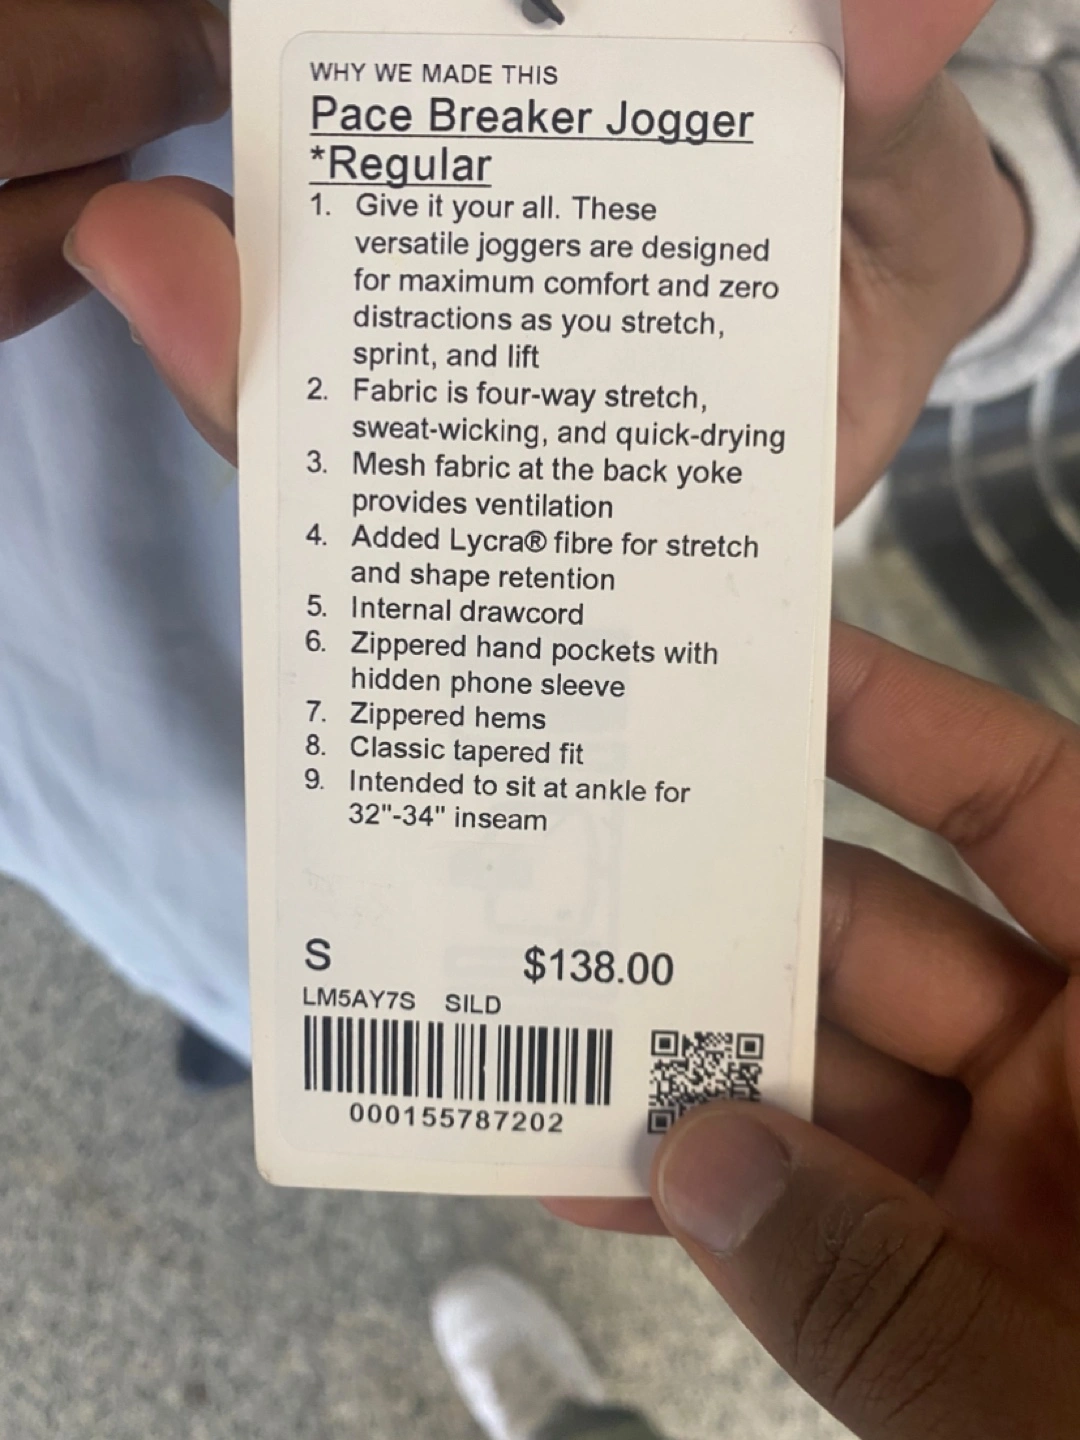 WHY WE MADE THIS
Pace Breaker Jogger
*Regular
1. Give it your all. These
versatile joggers are designed
for maximum comfort and zero
distractions as you stretch,
sprint, and lift
2. Fabric is four-way stretch,
sweat-wicking, and quick-drying
3. Mesh fabric at the back yoke
provides ventilation
4. Added Lycra® fibre for stretch
and shape retention
5. Internal drawcord
6. Zippered hand pockets with
hidden phone sleeve
7. Zippered hems
8. Classic tapered fit
9. Intended to sit at ankle for
32"-34" inseam
S $138.00
LM5AY7S SILD
000155787202